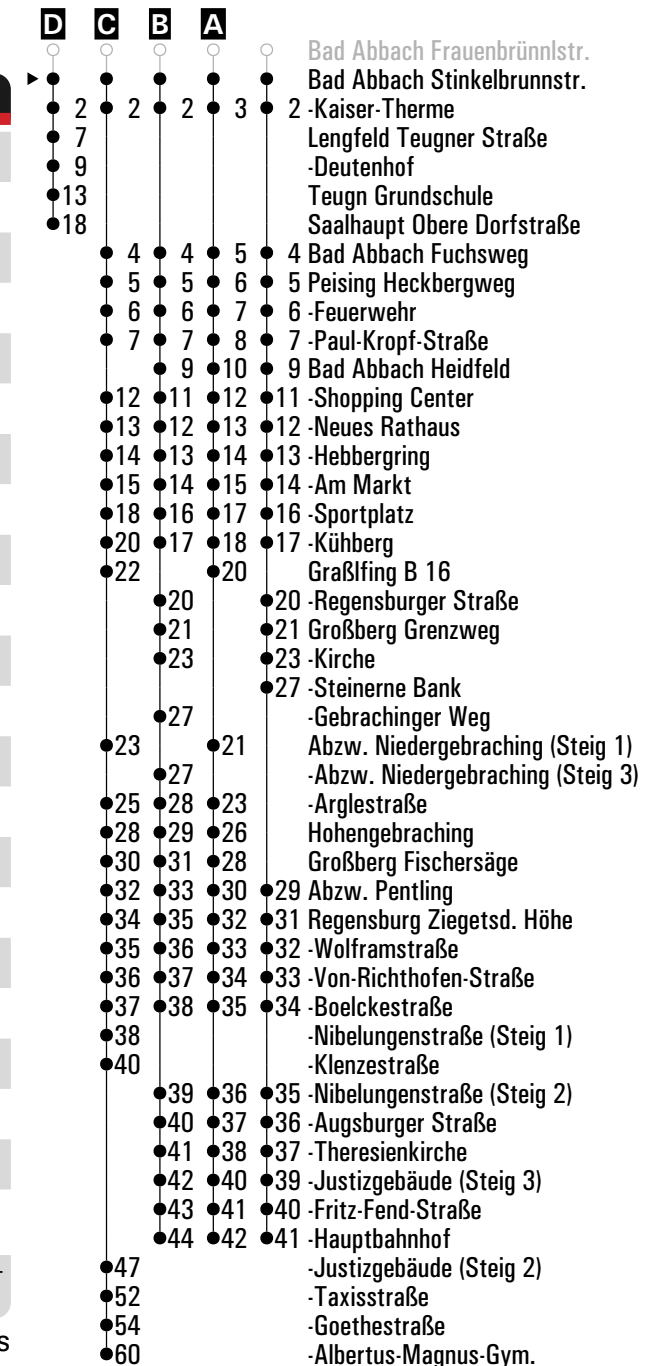 D C B A
Bad Abbach Frauenbrünnlstr.
Bad Abbach Stinkelbrunnstr.
2 2 2 3 2 -Kaiser-Therme
7 Lengfeld Teugner Straße
9 -Deutenhof
13 Teugn Grundschule
18 Saalhaupt Obere Dorfstraße
4 4 5 4 Bad Abbach Fuchsweg
5 5 6 5 Peising Heckbergweg
6 6 7 6 -Feuerwehr
7 7 8 7 -Paul-Kropf-Straße
9 10 9 Bad Abbach Heidfeld
12 11 12 11 -Shopping Center
13 12 13 12 -Neues Rathaus
14 13 14 13 -Hebbergring
15 14 15 14 -Am Markt
18 16 17 16 -Sportplatz
20 17 18 17 -Kühberg
22 20 Graßlfing B 16
20 20 -Regensburger Straße
21 21 Großberg Grenzweg
23 23 -Kirche
27 -Steinerne Bank
27 -Gebrachinger Weg
23 21 Abzw. Niedergebraching (Steig 1)
27 -Abzw. Niedergebraching (Steig 3)
25 28 23 -Arglestraße
28 29 26 Hohengebraching
30 31 28 Großberg Fischersäge
32 33 30 29 Abzw. Pentling
34 35 32 31 Regensburg Ziegetsd. Höhe
35 36 33 32 -Wolframstraße
36 37 34 33 -Von-Richthofen-Straße
37 38 35 34 -Boelckestraße
38 -Nibelungenstraße (Steig 1)
40 -Klenzestraße
39 36 35 -Nibelungenstraße (Steig 2)
40 37 36 -Augsburger Straße
41 38 37 -Theresienkirche
42 40 39 -Justizgebäude (Steig 3)
43 41 40 -Fritz-Fend-Straße
44 42 41 -Hauptbahnhof
47 -Justizgebäude (Steig 2)
52 -Taxisstraße
54 -Goethestraße
60 -Albertus-Magnus-Gym.